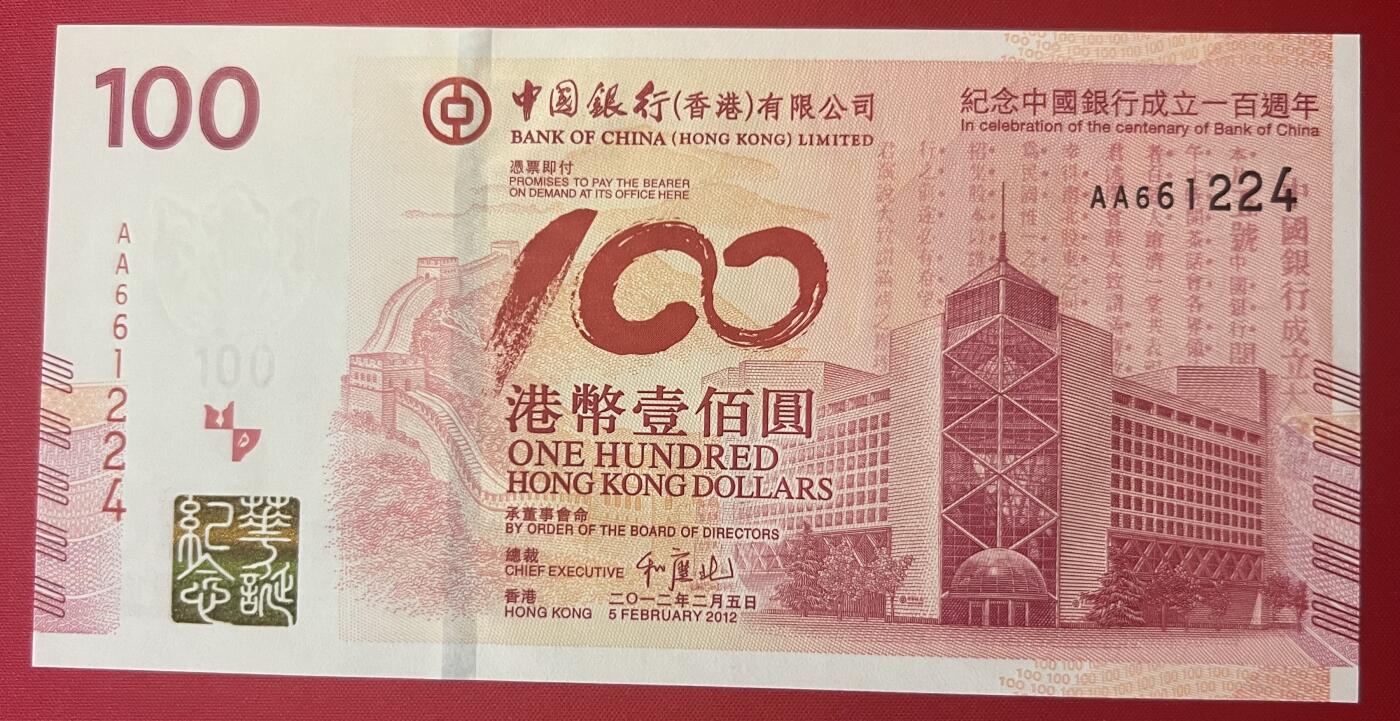 100
中國銀行(香港)有限公司
BANK OF CHINA (HONG KONG) LIMITED
紀念中國銀行成立一百週年
In celebration of the centenary of Bank of China
憑票即付
PROMISES TO PAY THE BEARER
ON DEMAND AT ITS OFFICE HERE
AA661224
AA661224
100
100
港幣壹佰圓
ONE HUNDRED
HONG KONG DOLLARS
承董事會命
BY ORDER OF THE BOARD OF DIRECTORS
總裁
CHIEF EXECUTIVE
香港 二〇一二年二月五日
HONG KONG 5 FEBRUARY 2012
華誕
紀念